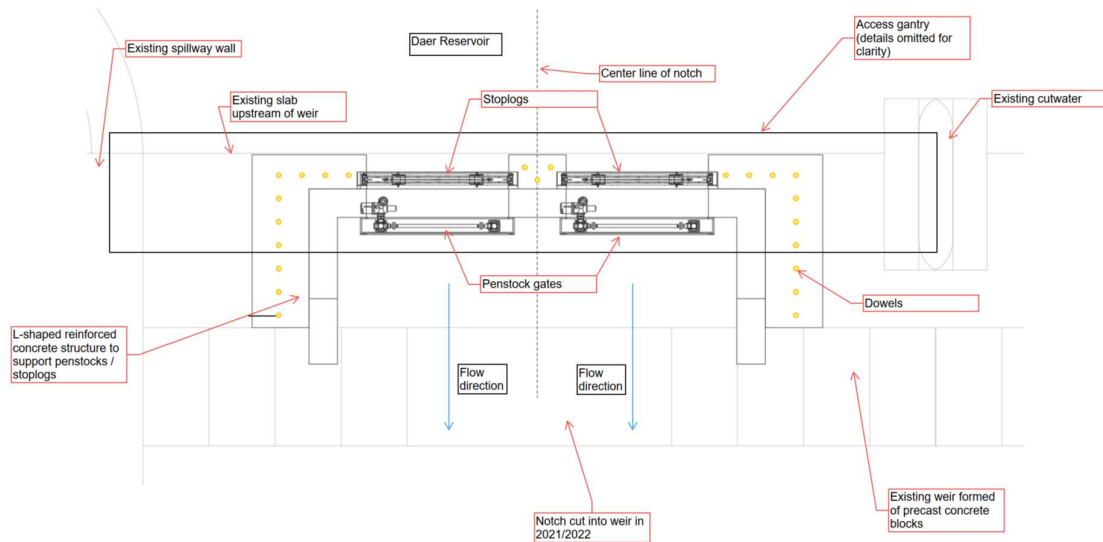 Daer Reservoir
Access gantry
(details omitted for
clarity)
Existing spillway wall
Center line of notch
Existing slab
upstream of weir
Stoplogs
Existing cutwater
Penstock gates
Dowels
L-shaped reinforced
concrete structure to
support penstocks /
stoplogs
Flow
direction
Flow
direction
Notch cut into weir in
2021/2022
Existing weir formed
of precast concrete
blocks